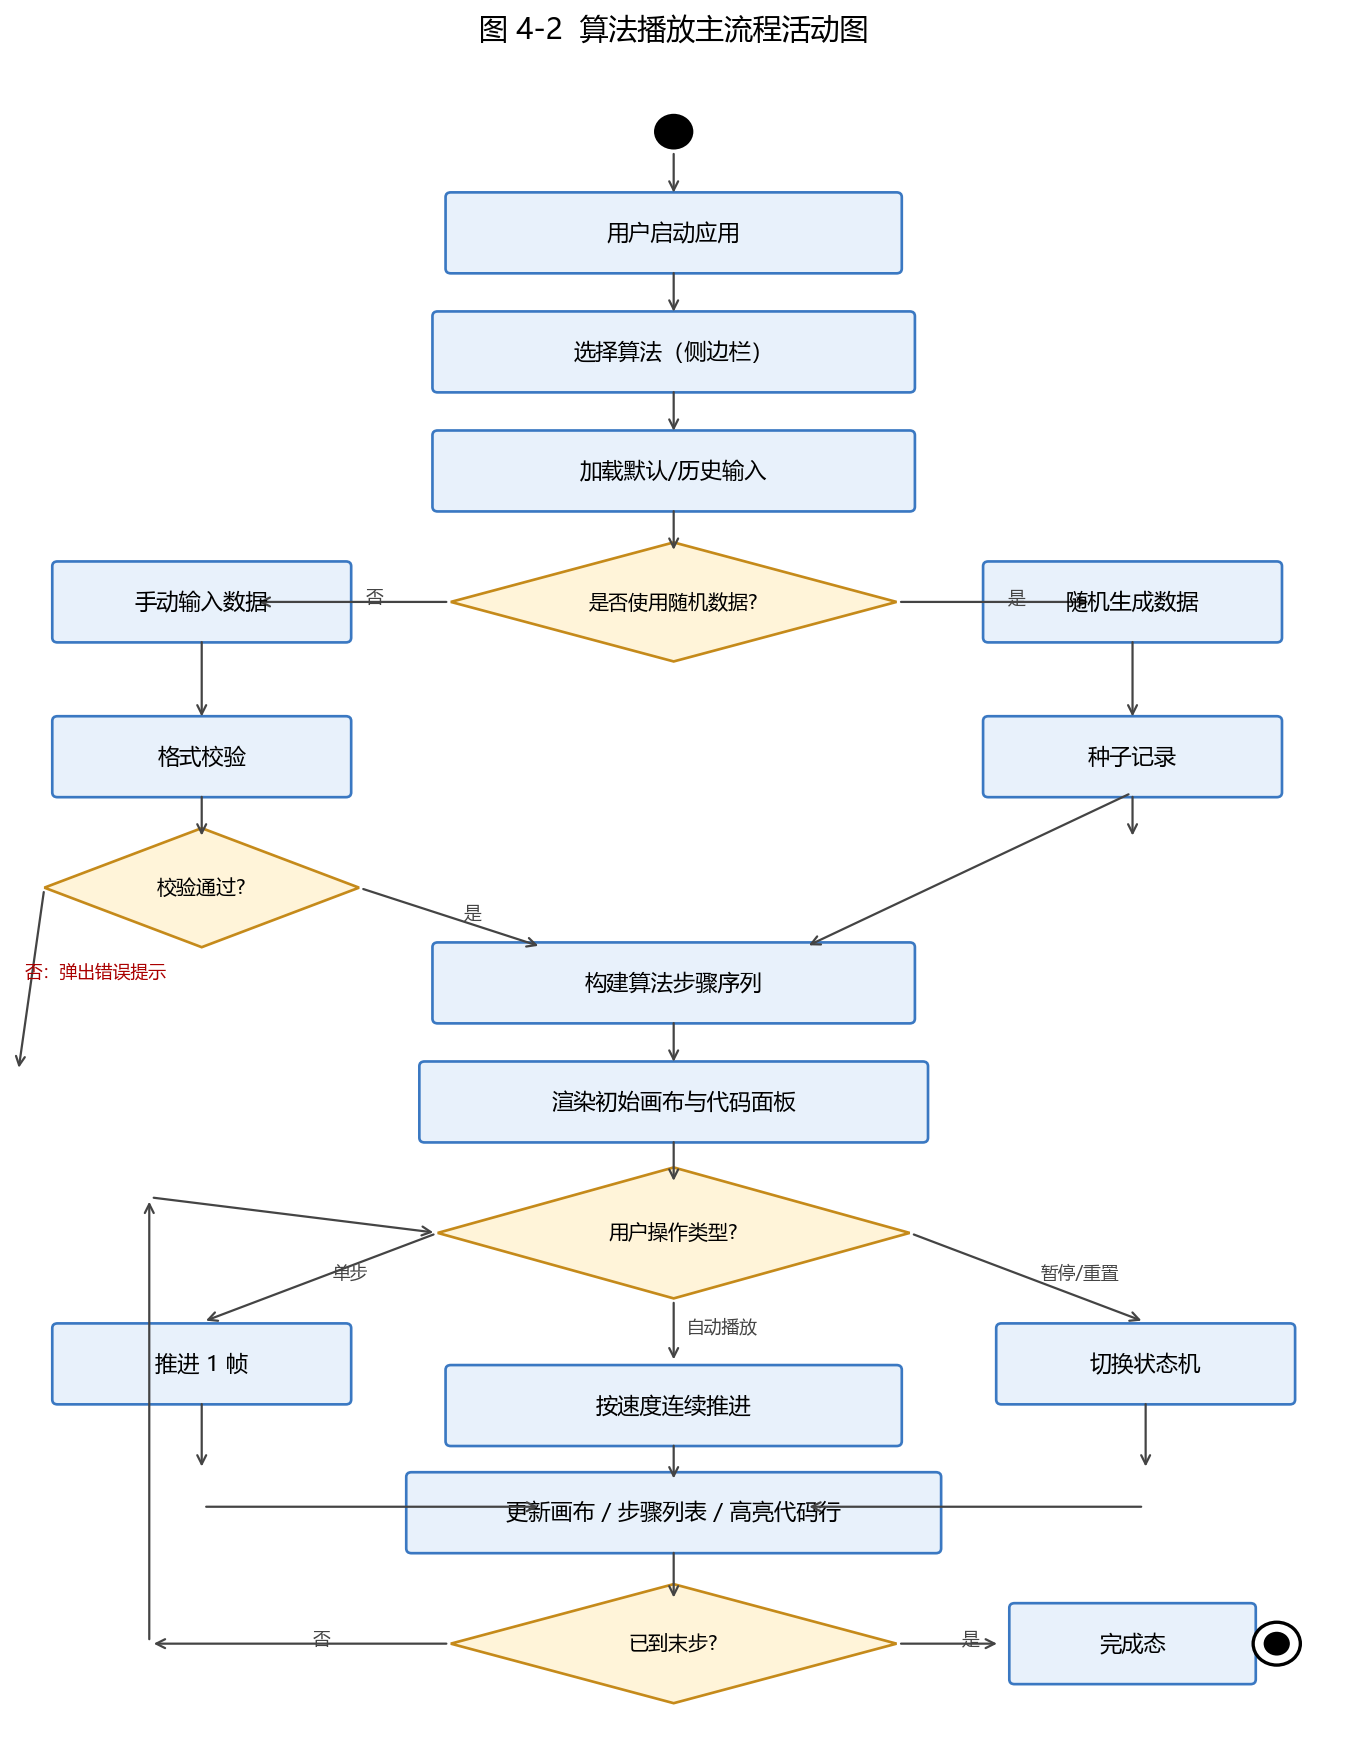 图 4-2  算法播放主流程活动图
用户启动应用
选择算法（侧边栏）
加载默认/历史输入
手动输入数据
否
是否使用随机数据?
是
随机生成数据
格式校验
种子记录
校验通过?
是
否：弹出错误提示
构建算法步骤序列
渲染初始画布与代码面板
用户操作类型?
单步
暂停/重置
自动播放
推进 1 帧
切换状态机
按速度连续推进
更新画布 / 步骤列表 / 高亮代码行
否
已到末步?
是
完成态